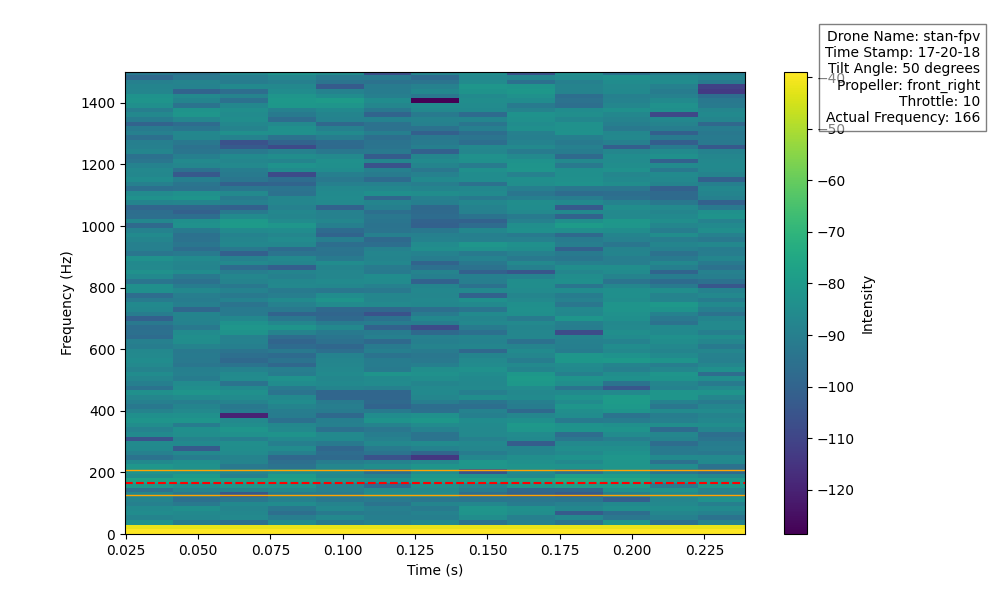 Drone Name: stan-fpv
Time Stamp: 17-20-18
Tilt Angle: 50 degrees
Propeller: front_right
Throttle: 10
Actual Frequency: 166
1400
1200
1000
800
600
400
200
0
Frequency (Hz)
0.025 0.050 0.075 0.100 0.125 0.150 0.175 0.200 0.225
Time (s)
−40
−50
−60
−70
−80
−90
−100
−110
−120
Intensity